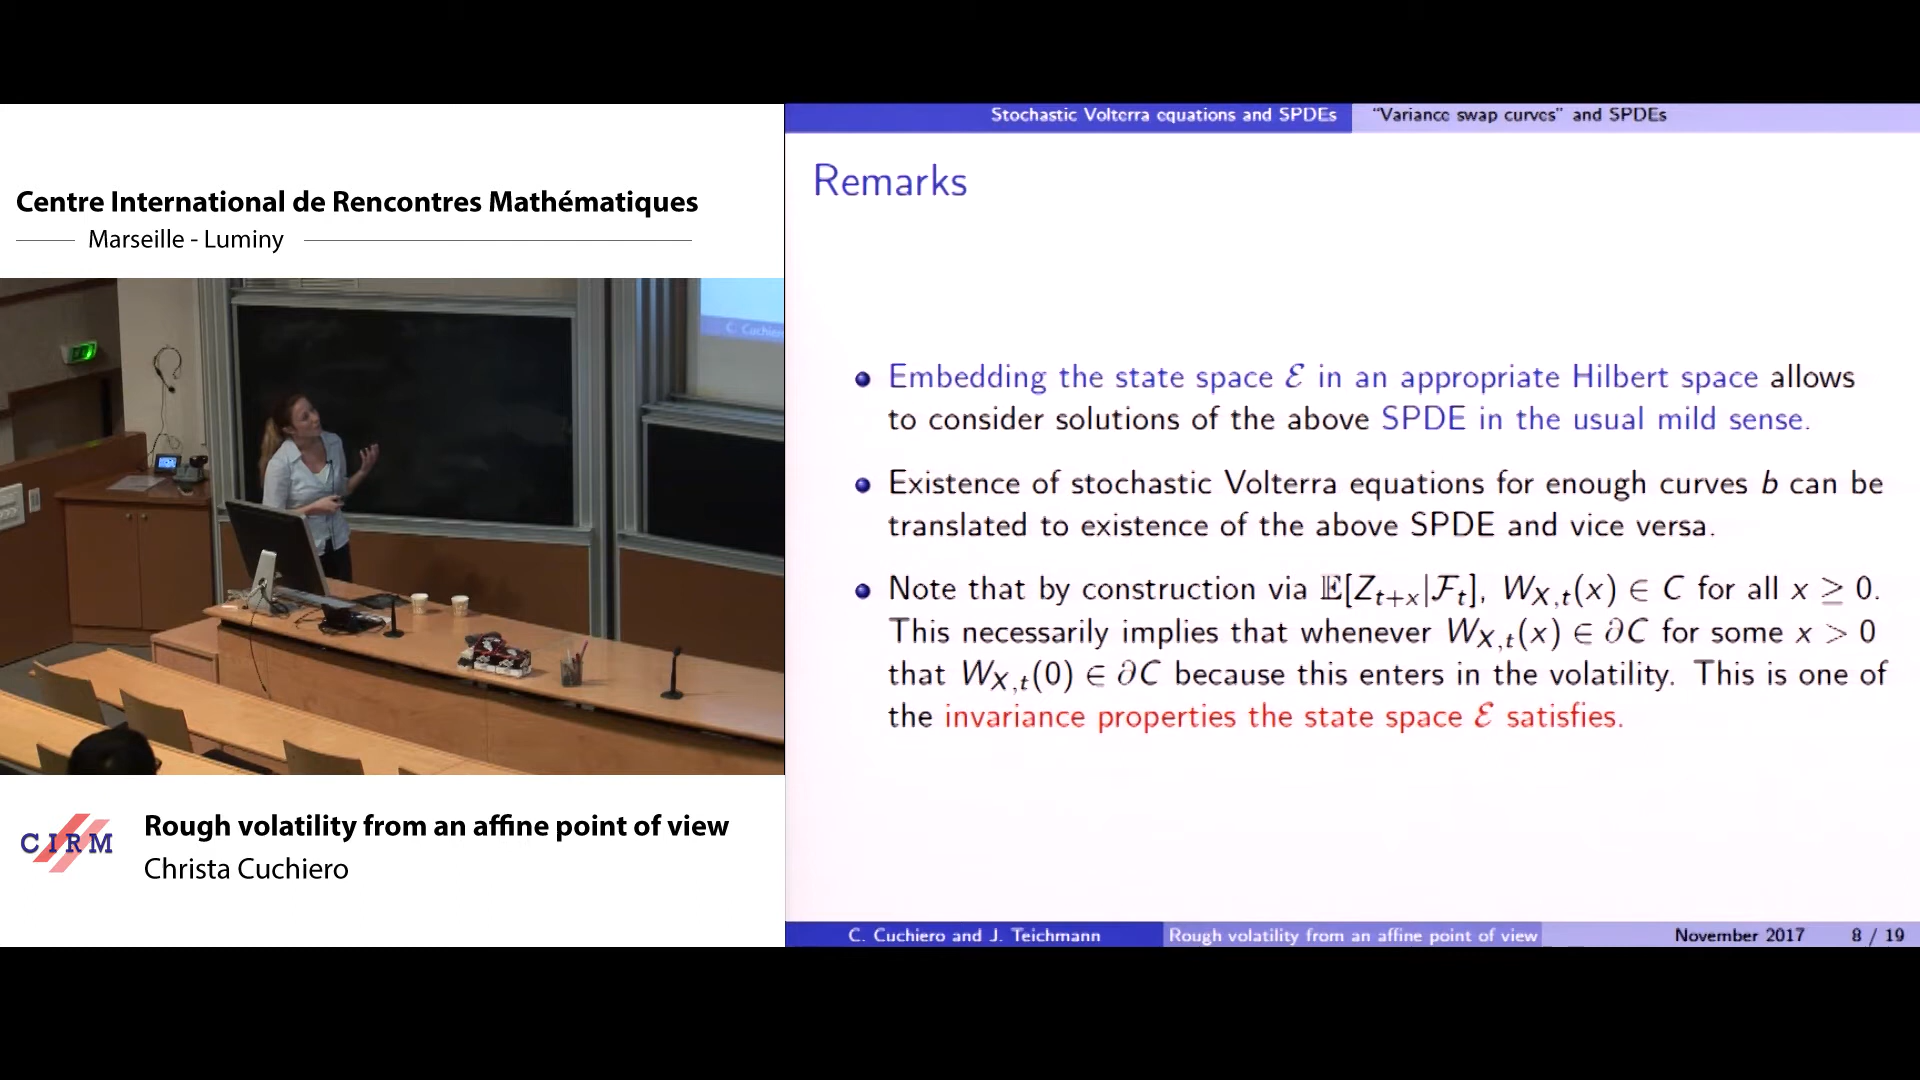 Centre International de Rencontres Mathématiques
Marseille - Luminy
C. Cuchiero
CIRM
Rough volatility from an affine point of view
Christa Cuchiero
Stochastic Volterra equations and SPDEs
“Variance swap curves” and SPDEs
Remarks
Embedding the state space ℰ in an appropriate Hilbert space allows
to consider solutions of the above SPDE in the usual mild sense.
Existence of stochastic Volterra equations for enough curves b can be
translated to existence of the above SPDE and vice versa.
Note that by construction via 𝔼[Z_{t+x}|ℱ_t], W_{X,t}(x) ∈ C for all x ≥ 0.
This necessarily implies that whenever W_{X,t}(x) ∈ ∂C for some x > 0
that W_{X,t}(0) ∈ ∂C because this enters in the volatility. This is one of
the invariance properties the state space ℰ satisfies.
C. Cuchiero and J. Teichmann
Rough volatility from an affine point of view
November 2017
8 / 19